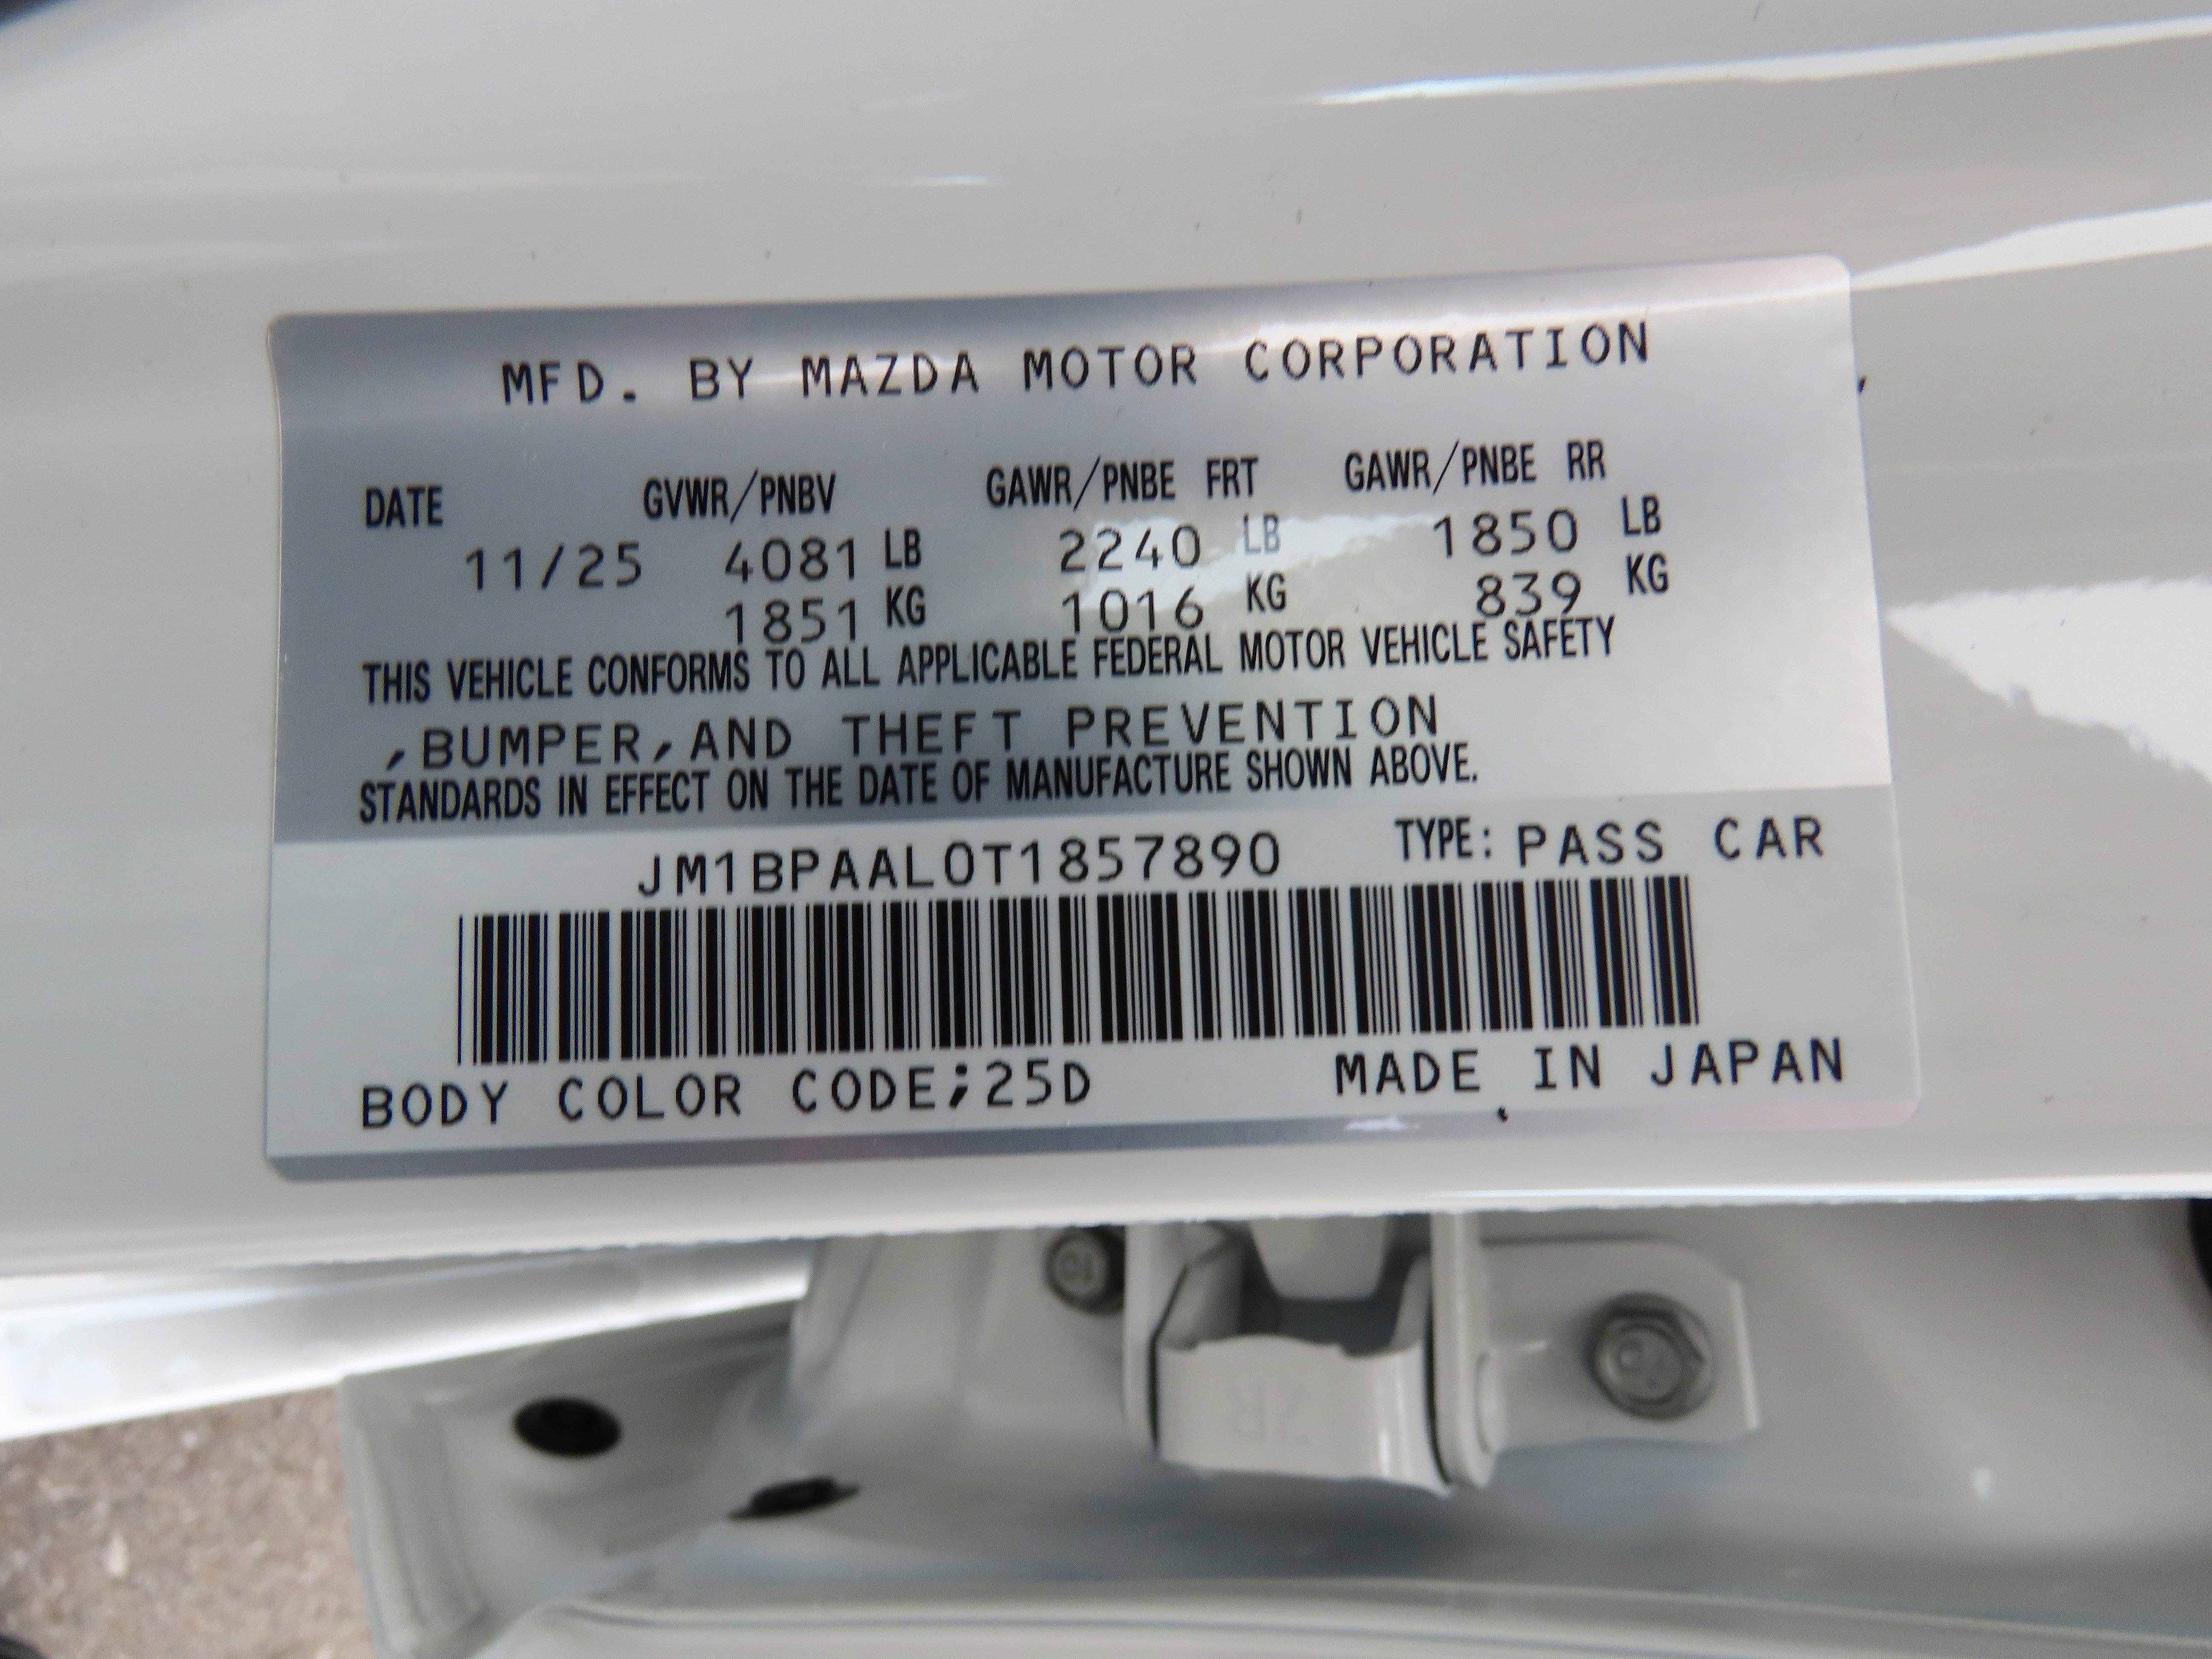 MFD. BY MAZDA MOTOR CORPORATION
DATE GVWR/PNBV GAWR/PNBE FRT GAWR/PNBE RR
11/25 4081 LB 2240 LB 1850 LB
1851 KG 1016 KG 839 KG
THIS VEHICLE CONFORMS TO ALL APPLICABLE FEDERAL MOTOR VEHICLE SAFETY
,BUMPER,AND THEFT PREVENTION
STANDARDS IN EFFECT ON THE DATE OF MANUFACTURE SHOWN ABOVE.
JM1BPAAL0T1857890 TYPE: PASS CAR
BODY COLOR CODE;25D MADE IN JAPAN